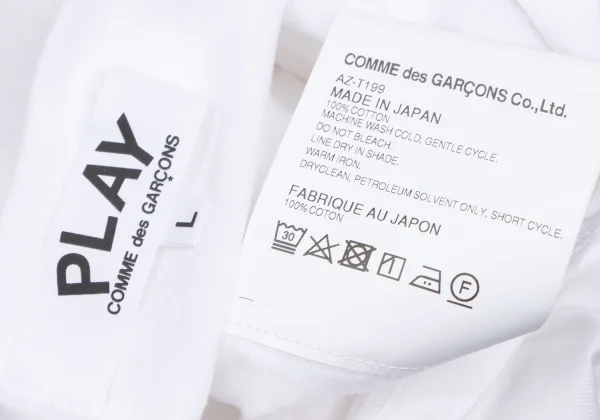 PLAY
COMME des GARÇONS
L
COMME des GARÇONS Co.,Ltd.
AZ-T199
MADE IN JAPAN
100% COTTON
MACHINE WASH COLD, GENTLE CYCLE.
DO NOT BLEACH.
LINE DRY IN SHADE.
WARM IRON.
DRYCLEAN, PETROLEUM SOLVENT ONLY, SHORT CYCLE.
FABRIQUE AU JAPON
100% COTON
30 F